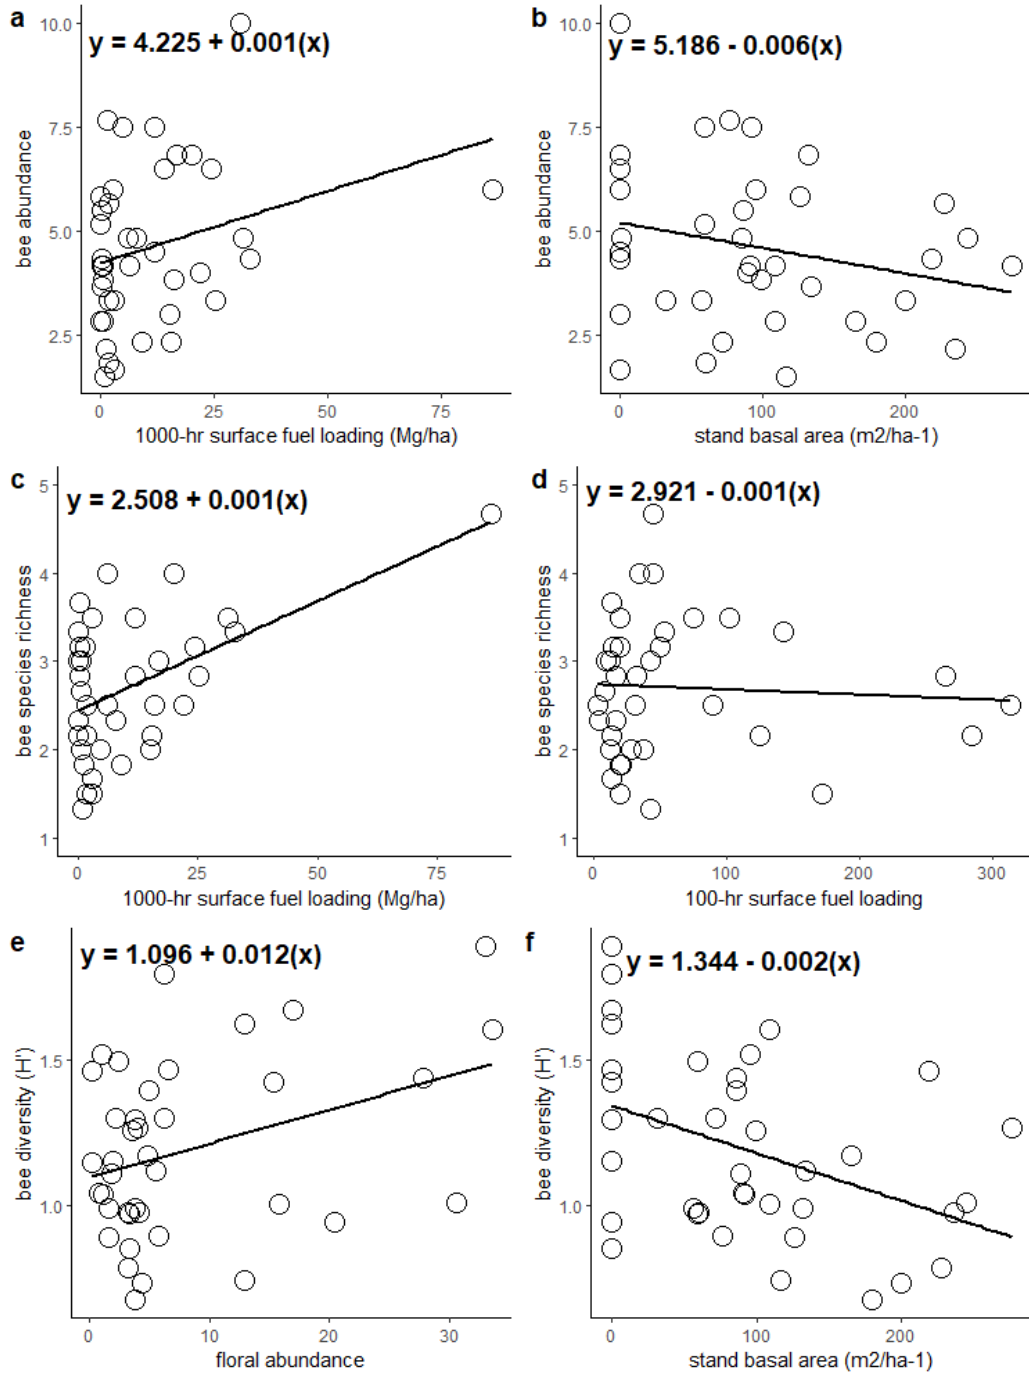 a
y = 4.225 + 0.001(x)
bee abundance
10.0
7.5
5.0
2.5
0
25
50
75
1000-hr surface fuel loading (Mg/ha)
b
y = 5.186 - 0.006(x)
bee abundance
10.0
7.5
5.0
2.5
0
100
200
stand basal area (m2/ha-1)
c
y = 2.508 + 0.001(x)
bee species richness
5
4
3
2
1
0
25
50
75
1000-hr surface fuel loading (Mg/ha)
d
y = 2.921 - 0.001(x)
bee species richness
5
4
3
2
1
0
100
200
300
100-hr surface fuel loading
e
y = 1.096 + 0.012(x)
bee diversity (H')
1.5
1.0
0
10
20
30
floral abundance
f
y = 1.344 - 0.002(x)
bee diversity (H')
1.5
1.0
0
100
200
stand basal area (m2/ha-1)